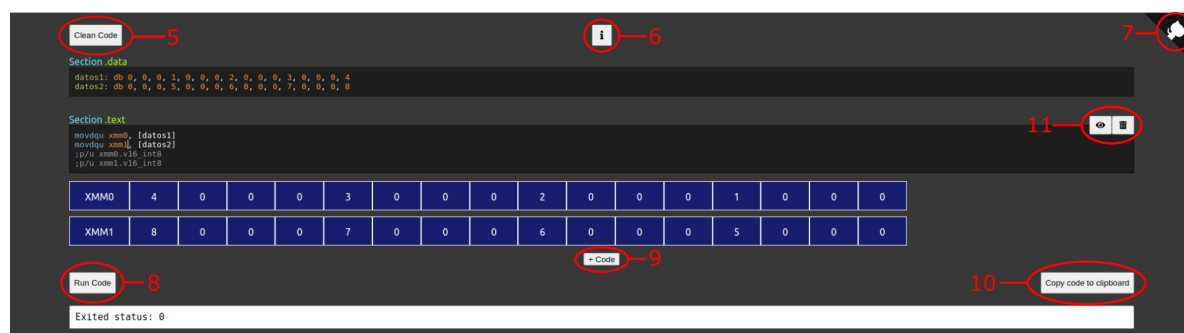 Clean Code 5 i 6 7
Section .data
datos1: db 0, 0, 0, 1, 0, 0, 0, 2, 0, 0, 0, 3, 0, 0, 0, 4
datos2: db 0, 0, 0, 5, 0, 0, 0, 6, 0, 0, 0, 7, 0, 0, 0, 8
Section .text
11
movdqu xmm0, [datos1]
movdqu xmm1, [datos2]
;p/u xmm0.v16_int8
;p/u xmm1.v16_int8
XMM0 4 0 0 0 3 0 0 0 2 0 0 0 1 0 0 0
XMM1 8 0 0 0 7 0 0 0 6 0 0 0 5 0 0 0
+ Code 9
Run Code 8 10 Copy code to clipboard
Exited status: 0